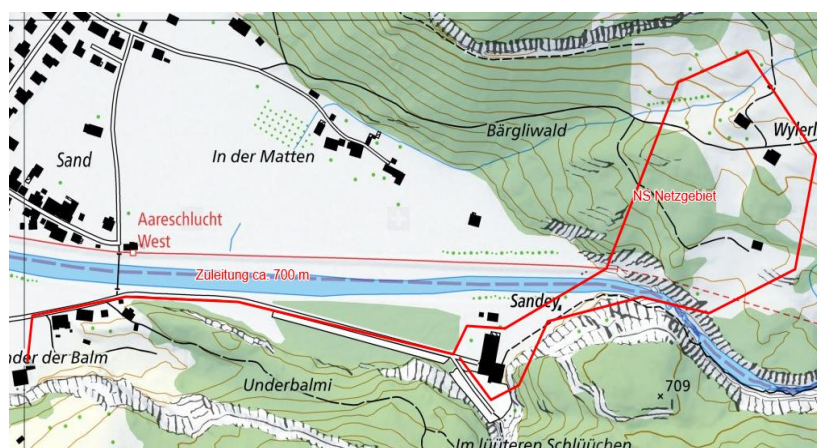 Bärgliwald
Wylerl
Sand
In der Matten
NS Netzgebiet
Aareschlucht
West
Züleitung ca. 700 m
Sandey
nder der Balm
Underbalmi
709
Im lüüteren Schlüüchen